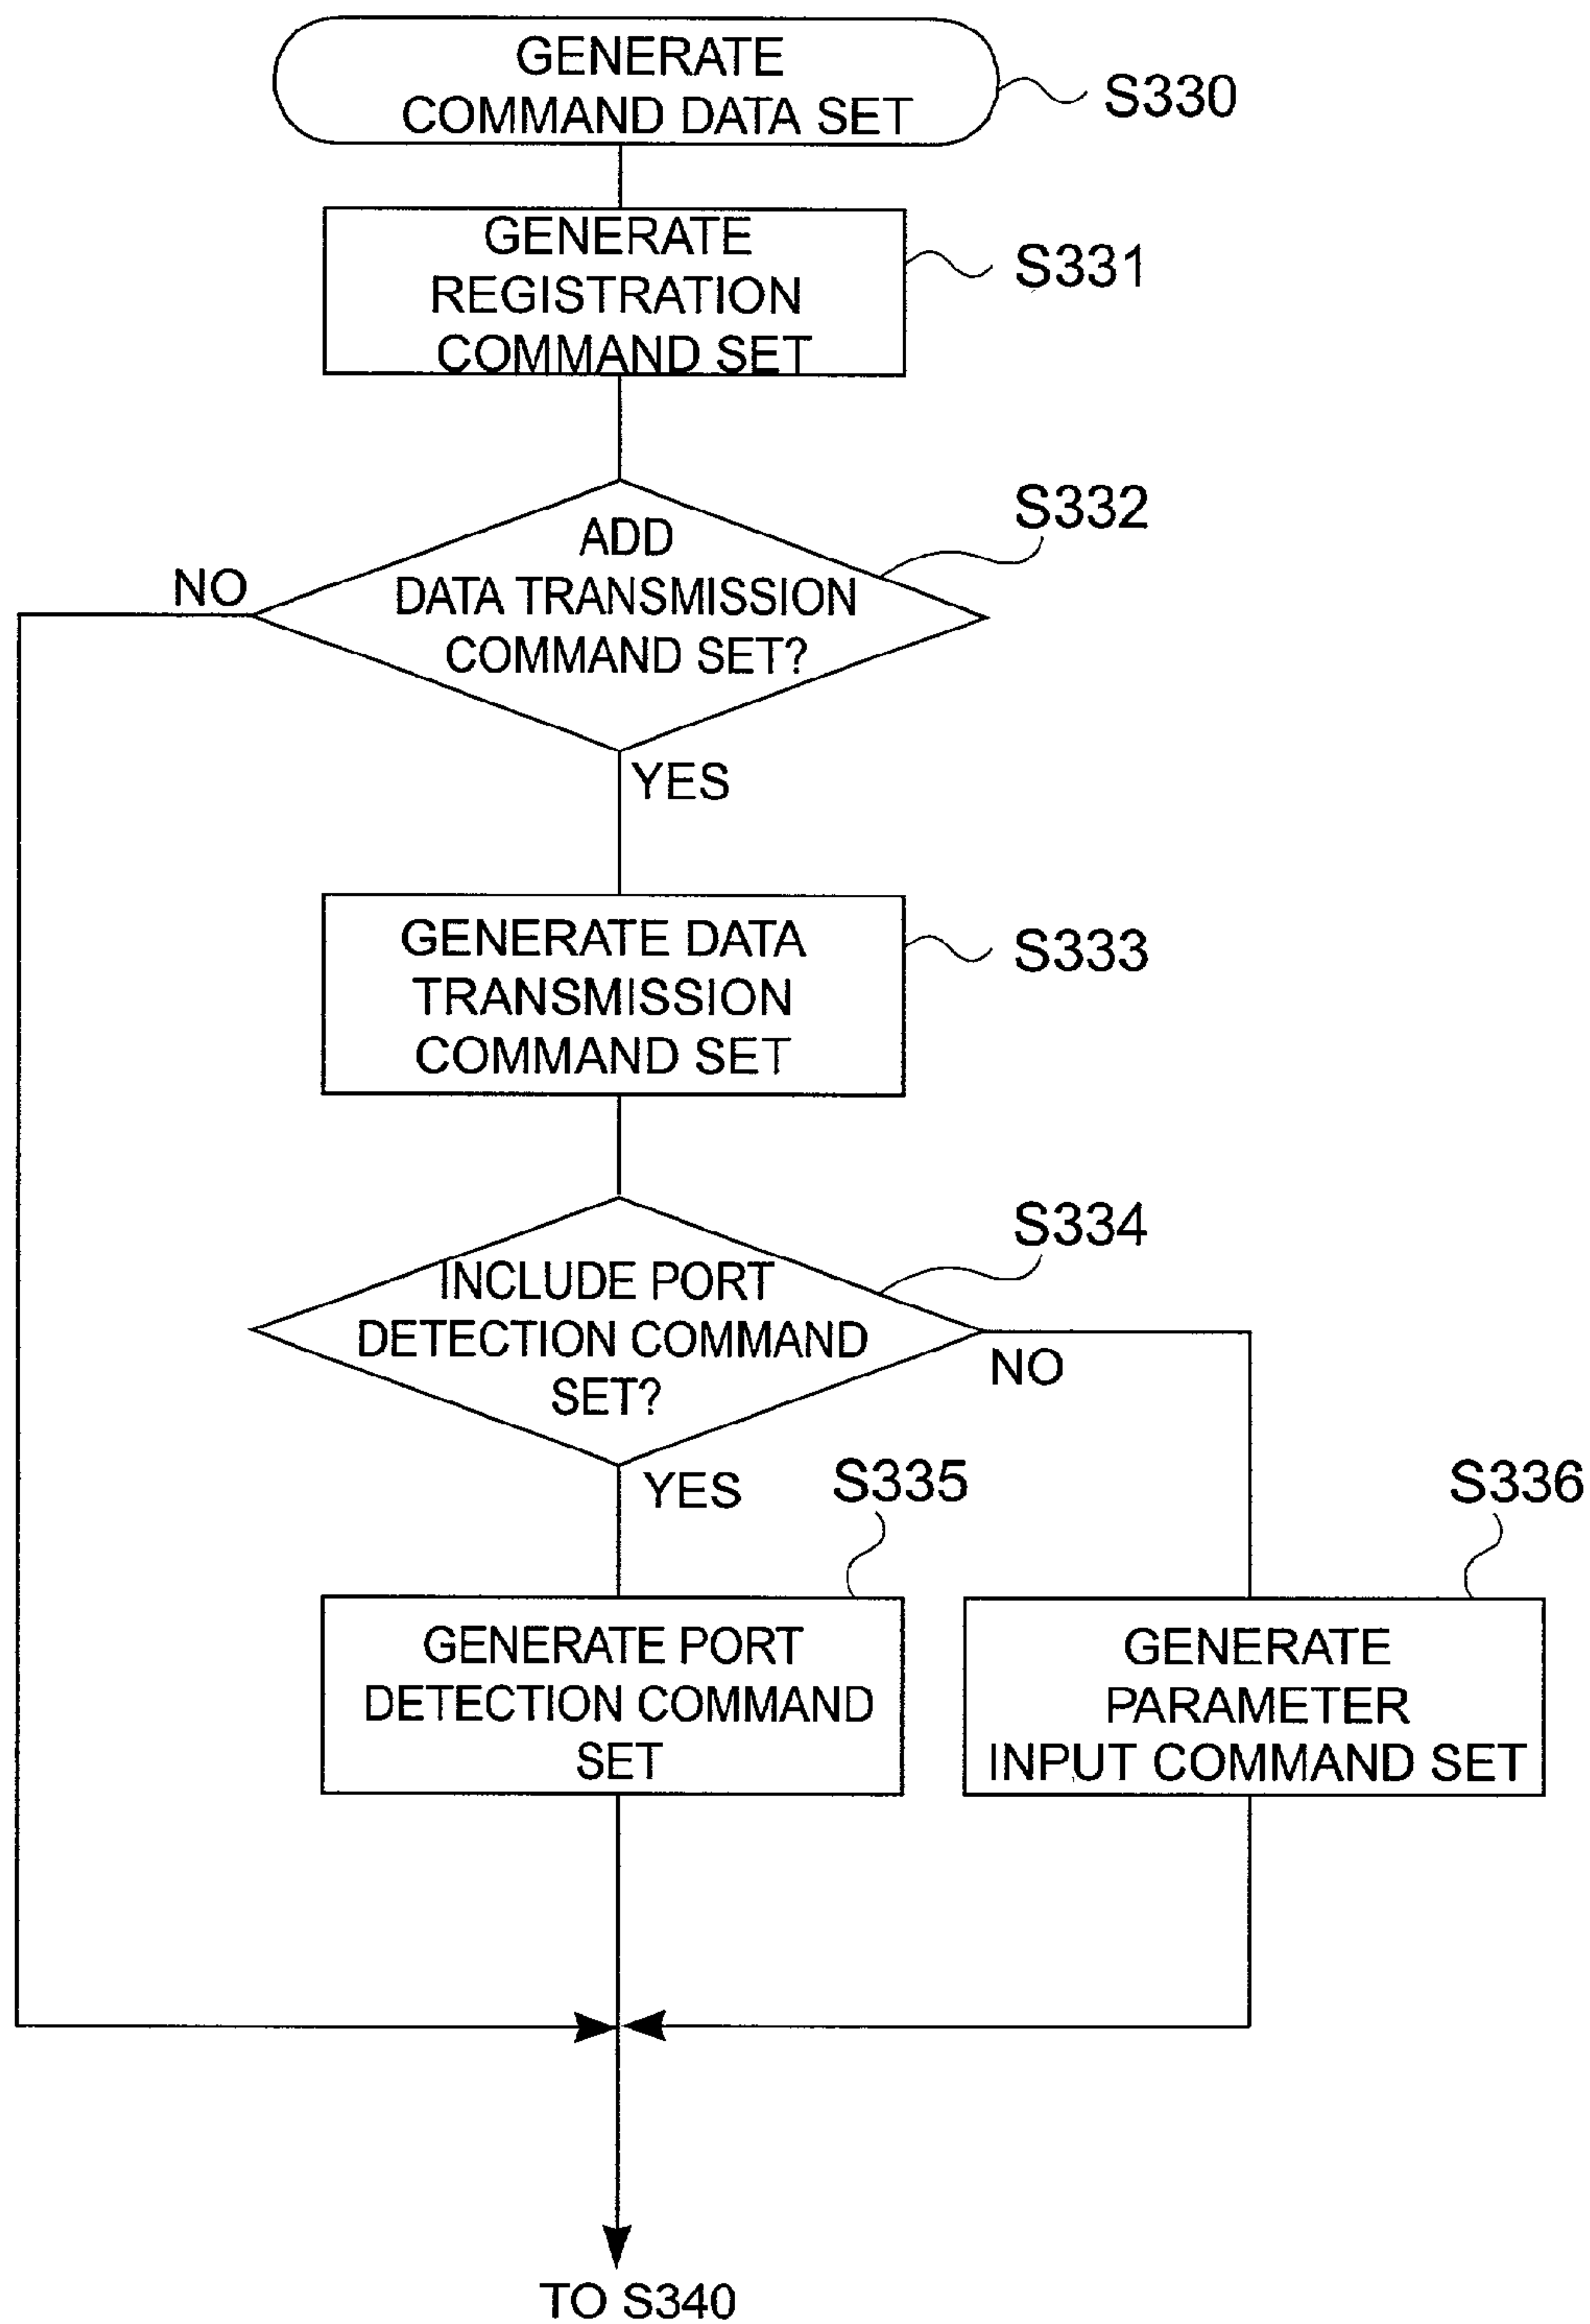 GENERATE
COMMAND DATA SET
S330
GENERATE
REGISTRATION
COMMAND SET
S331
ADD
DATA TRANSMISSION
COMMAND SET?
S332
NO
YES
GENERATE DATA
TRANSMISSION
COMMAND SET
S333
INCLUDE PORT
DETECTION COMMAND
SET?
S334
NO
YES
S335
S336
GENERATE PORT
DETECTION COMMAND
SET
GENERATE
PARAMETER
INPUT COMMAND SET
TO S340